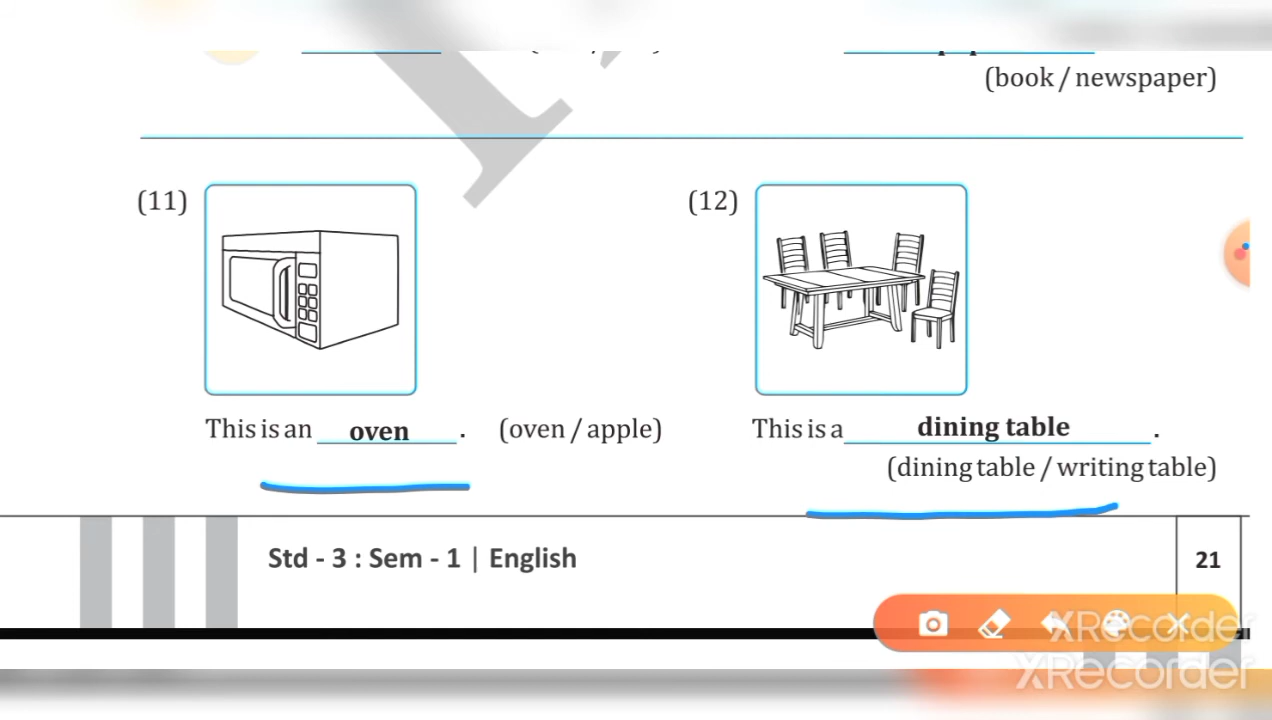 (book / newspaper)
(11)
(12)
This is an oven . (oven / apple)
This is a dining table .
(dining table / writing table)
Std - 3 : Sem - 1 | English
21
XRecorder
XRecorder